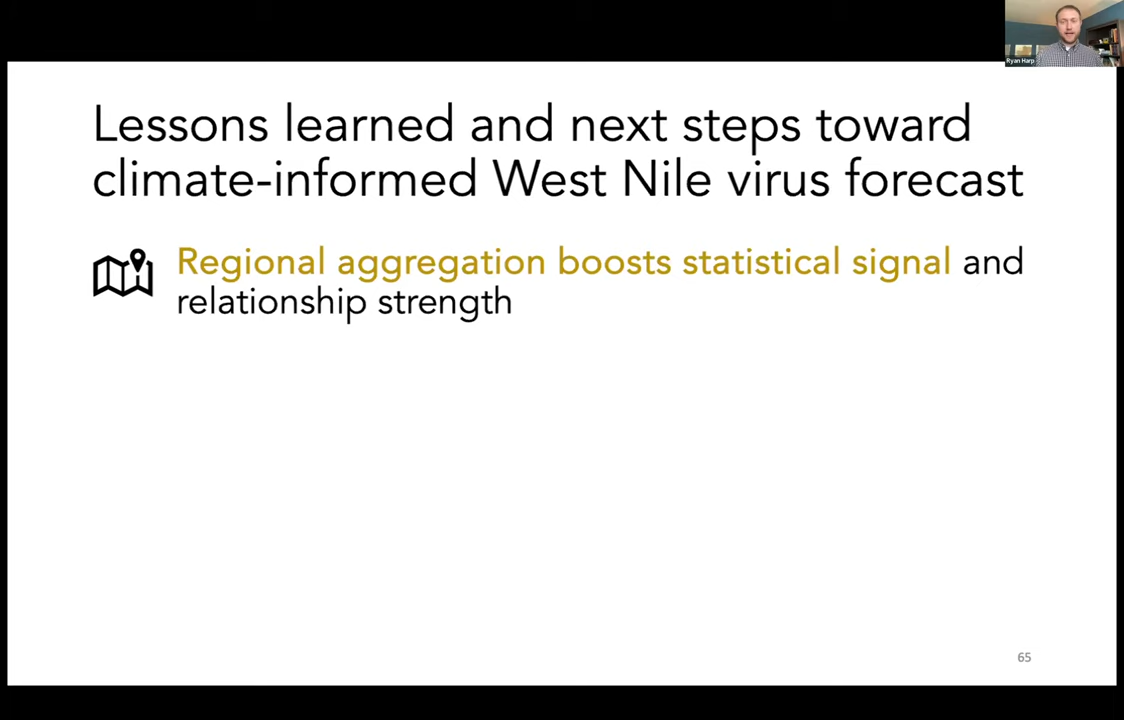 Ryan Harp
Lessons learned and next steps toward
climate-informed West Nile virus forecast
Regional aggregation boosts statistical signal and
relationship strength
65